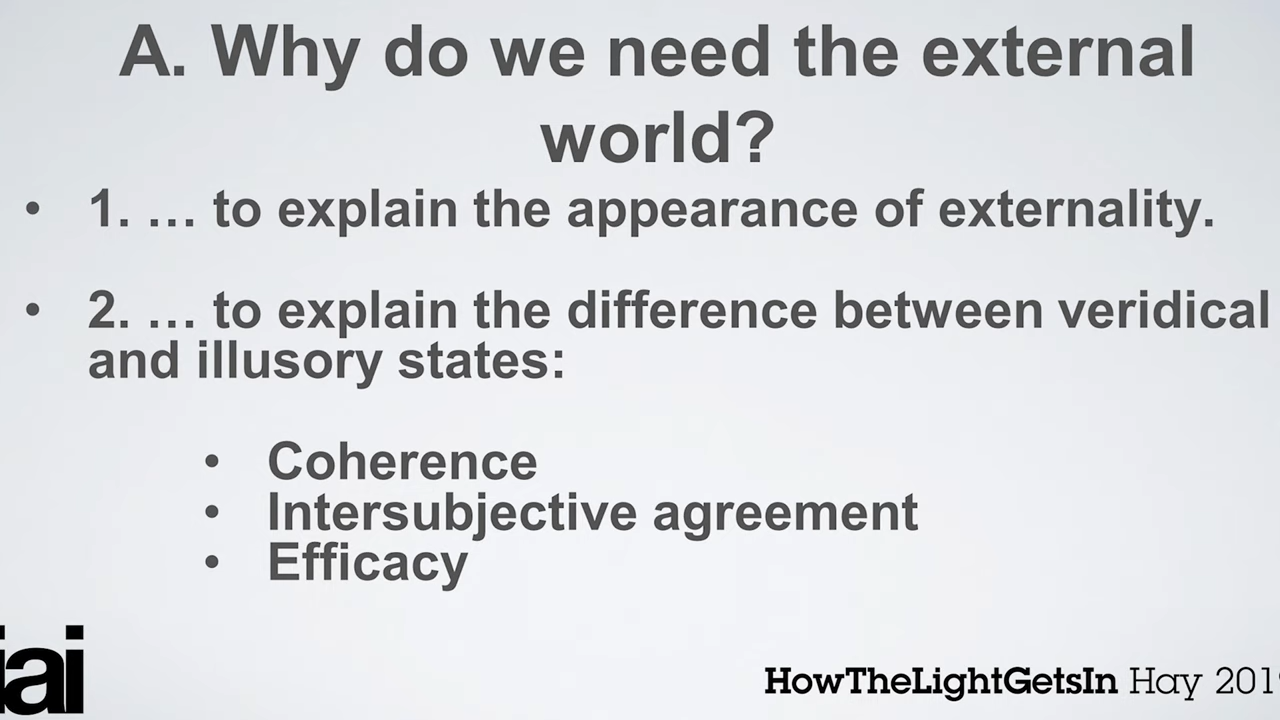 A. Why do we need the external
world?
• 1. … to explain the appearance of externality.
• 2. … to explain the difference between veridical
and illusory states:
• Coherence
• Intersubjective agreement
• Efficacy
iai
HowTheLightGetsIn Hay 2019